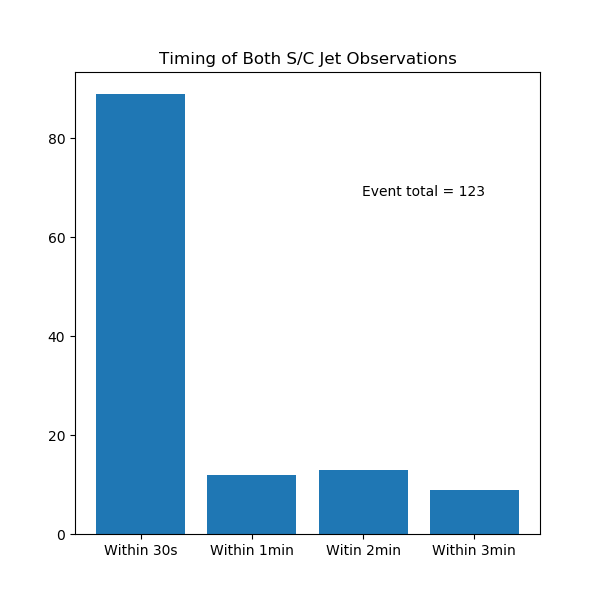 Timing of Both S/C Jet Observations
80
Event total = 123
60
40
20
0
Within 30s
Within 1min
Witin 2min
Within 3min